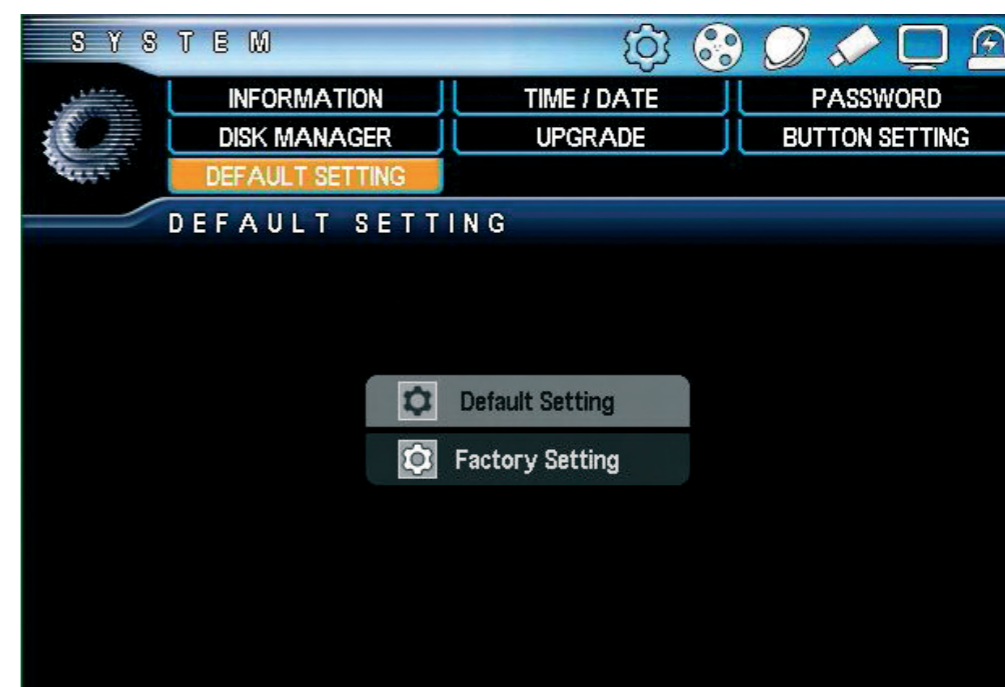 SYSTEM
INFORMATION TIME / DATE PASSWORD
DISK MANAGER UPGRADE BUTTON SETTING
DEFAULT SETTING
DEFAULT SETTING
Default Setting
Factory Setting